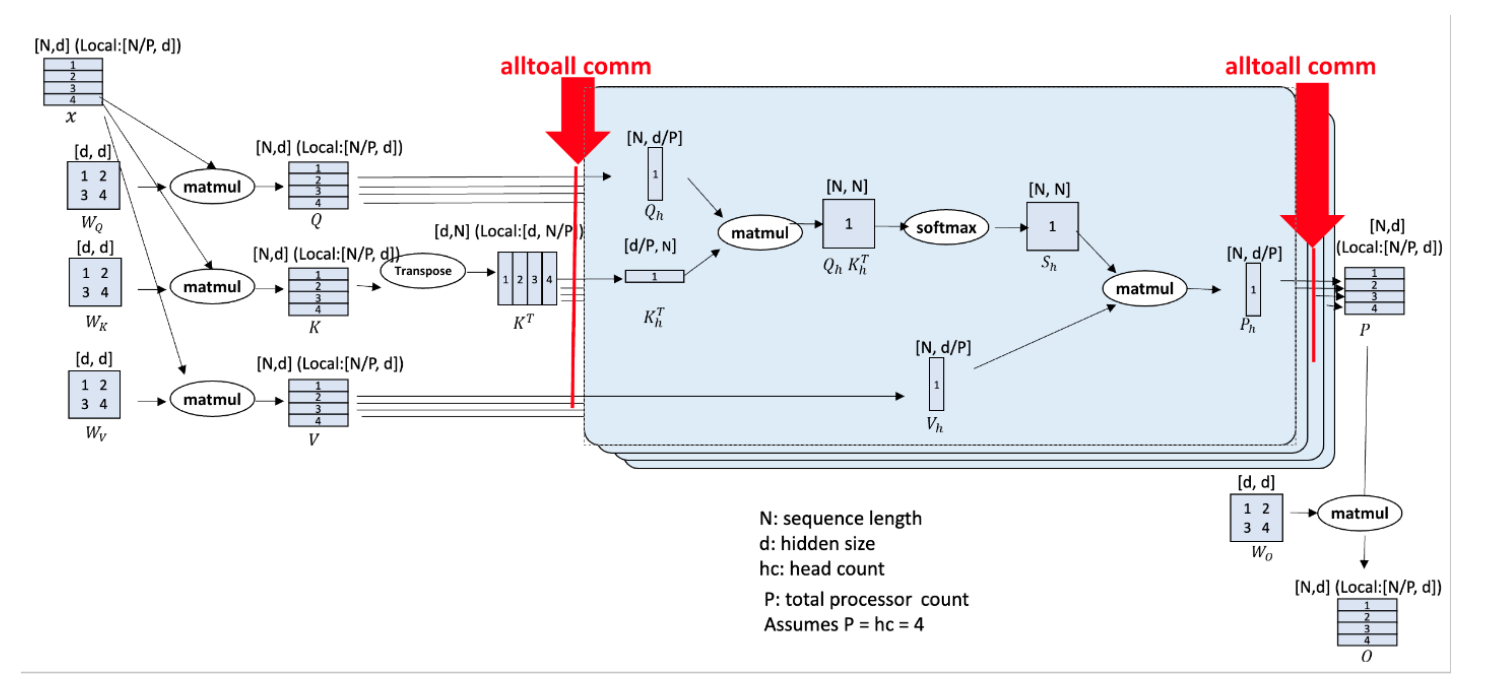 [N,d] (Local:[N/P, d])
1
2
3
4
x
alltoall comm
alltoall comm
[d, d]
1 2
3 4
W_Q
matmul
[N,d] (Local:[N/P, d])
1
2
3
4
Q
[N, d/P]
1
Q_h
[d, d]
1 2
3 4
W_K
matmul
[N,d] (Local:[N/P, d])
1
2
3
4
K
Transpose
[d,N] (Local:[d, N/P])
1 2 3 4
K^T
[d/P, N]
1
K_h^T
matmul
[N, N]
1
Q_h K_h^T
softmax
[N, N]
1
S_h
matmul
[N, d/P]
1
P_h
[N,d]
(Local:[N/P, d])
1
2
3
4
P
[d, d]
1 2
3 4
W_V
matmul
[N,d] (Local:[N/P, d])
1
2
3
4
V
[N, d/P]
1
V_h
N: sequence length
d: hidden size
hc: head count
P: total processor count
Assumes P = hc = 4
[d, d]
1 2
3 4
W_O
matmul
[N,d] (Local:[N/P, d])
1
2
3
4
O